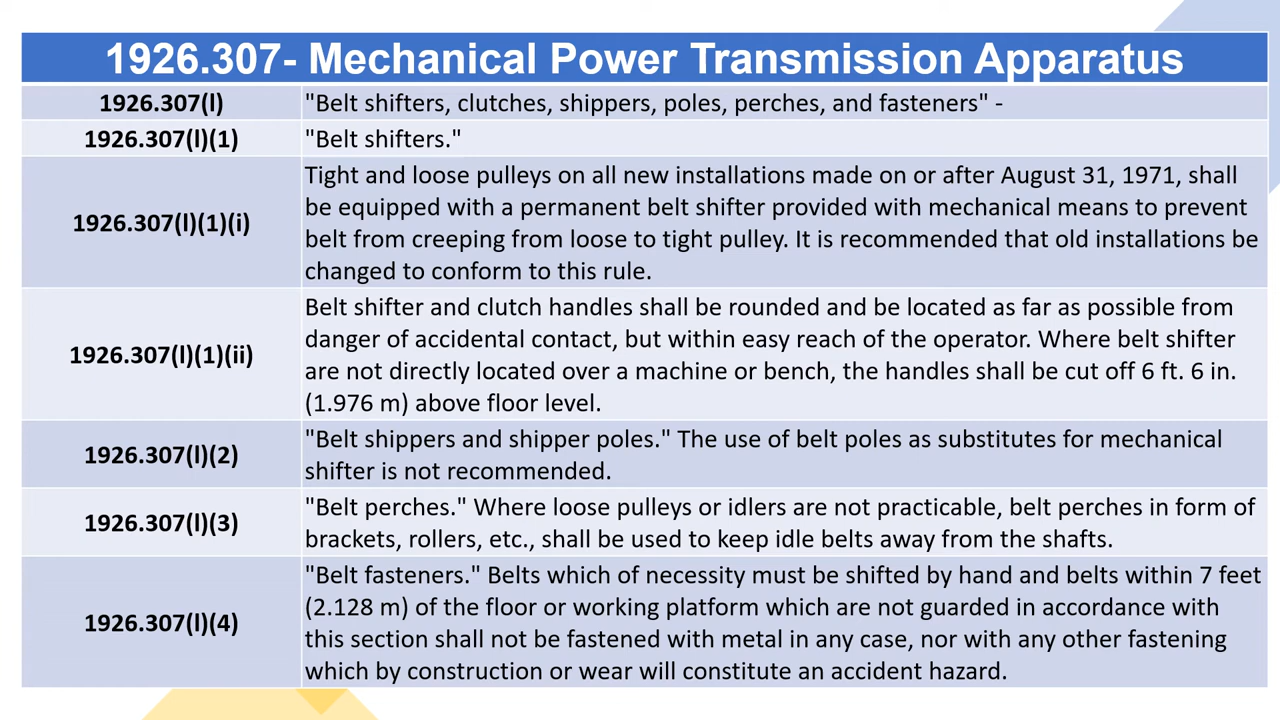 1926.307- Mechanical Power Transmission Apparatus
1926.307(l)
"Belt shifters, clutches, shippers, poles, perches, and fasteners" -
1926.307(l)(1)
"Belt shifters."
1926.307(l)(1)(i)
Tight and loose pulleys on all new installations made on or after August 31, 1971, shall
be equipped with a permanent belt shifter provided with mechanical means to prevent
belt from creeping from loose to tight pulley. It is recommended that old installations be
changed to conform to this rule.
1926.307(l)(1)(ii)
Belt shifter and clutch handles shall be rounded and be located as far as possible from
danger of accidental contact, but within easy reach of the operator. Where belt shifter
are not directly located over a machine or bench, the handles shall be cut off 6 ft. 6 in.
(1.976 m) above floor level.
1926.307(l)(2)
"Belt shippers and shipper poles." The use of belt poles as substitutes for mechanical
shifter is not recommended.
1926.307(l)(3)
"Belt perches." Where loose pulleys or idlers are not practicable, belt perches in form of
brackets, rollers, etc., shall be used to keep idle belts away from the shafts.
1926.307(l)(4)
"Belt fasteners." Belts which of necessity must be shifted by hand and belts within 7 feet
(2.128 m) of the floor or working platform which are not guarded in accordance with
this section shall not be fastened with metal in any case, nor with any other fastening
which by construction or wear will constitute an accident hazard.